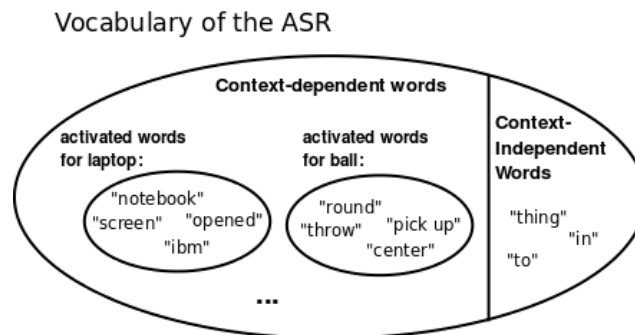 Vocabulary of the ASR
Context-dependent words
activated words
for laptop:
"notebook"
"screen" "opened"
"ibm"
activated words
for ball:
"round"
"throw" "pick up"
"center"
...
Context-
Independent
Words
"thing"
"in"
"to"